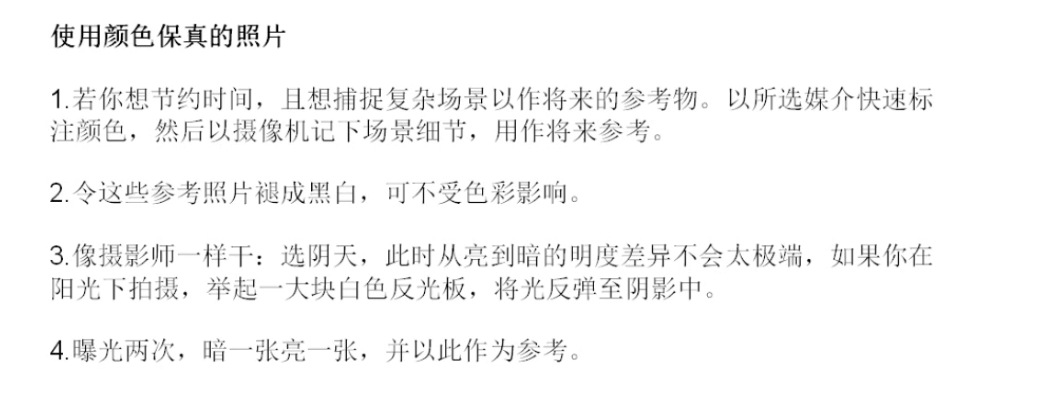 使用颜色保真的照片
1.若你想节约时间，且想捕捉复杂场景以作将来的参考物。以所选媒介快速标
注颜色，然后以摄像机记下场景细节，用作将来参考。
2.令这些参考照片褪成黑白，可不受色彩影响。
3.像摄影师一样干：选阴天，此时从亮到暗的明度差异不会太极端，如果你在
阳光下拍摄，举起一大块白色反光板，将光反弹至阴影中。
4.曝光两次，暗一张亮一张，并以此作为参考。